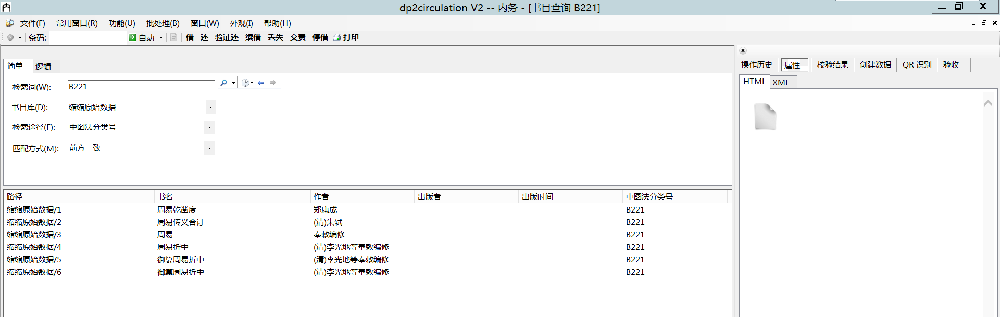 dp2circulation V2 -- 内务 - [书目查询 B221]
文件(F) 常用窗口(R) 功能(U) 批处理(B) 窗口(W) 外观(I) 帮助(H)
条码: 自动 借 还 验证还 续借 丢失 交费 停借 打印
简单 逻辑
检索词(W): B221
书目库(D): 缩缩原始数据
检索途径(F): 中图法分类号
匹配方式(M): 前方一致
操作历史 属性 校验结果 创建数据 QR 识别 验收
HTML XML
路径 书名 作者 出版者 出版时间 中图法分类号
缩缩原始数据/1 周易乾凿度 郑康成 B221
缩缩原始数据/2 周易传义合订 (清)朱轼 B221
缩缩原始数据/3 周易 奉敕编修 B221
缩缩原始数据/4 周易折中 (清)李光地等奉敕编修 B221
缩缩原始数据/5 御篡周易折中 (清)李光地等奉敕编修 B221
缩缩原始数据/6 御篡周易折中 (清)李光地等奉敕编修 B221